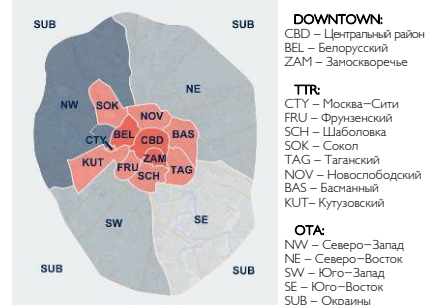 SUB
SUB
NW
NE
SOK
NOV
CTY
BEL
CBD
BAS
ZAM
KUT
FRU
TAG
SCH
SW
SE
SUB
SUB
DOWNTOWN:
CBD – Центральный район
BEL – Белорусский
ZAM – Замоскворечье
TTR:
CTY – Москва–Сити
FRU – Фрунзенский
SCH – Шаболовка
SOK – Сокол
TAG – Таганский
NOV – Новослободский
BAS – Басманный
KUT– Кутузовский
OTA:
NW – Северо–Запад
NE – Северо–Восток
SW – Юго–Запад
SE – Юго–Восток
SUB – Окраины